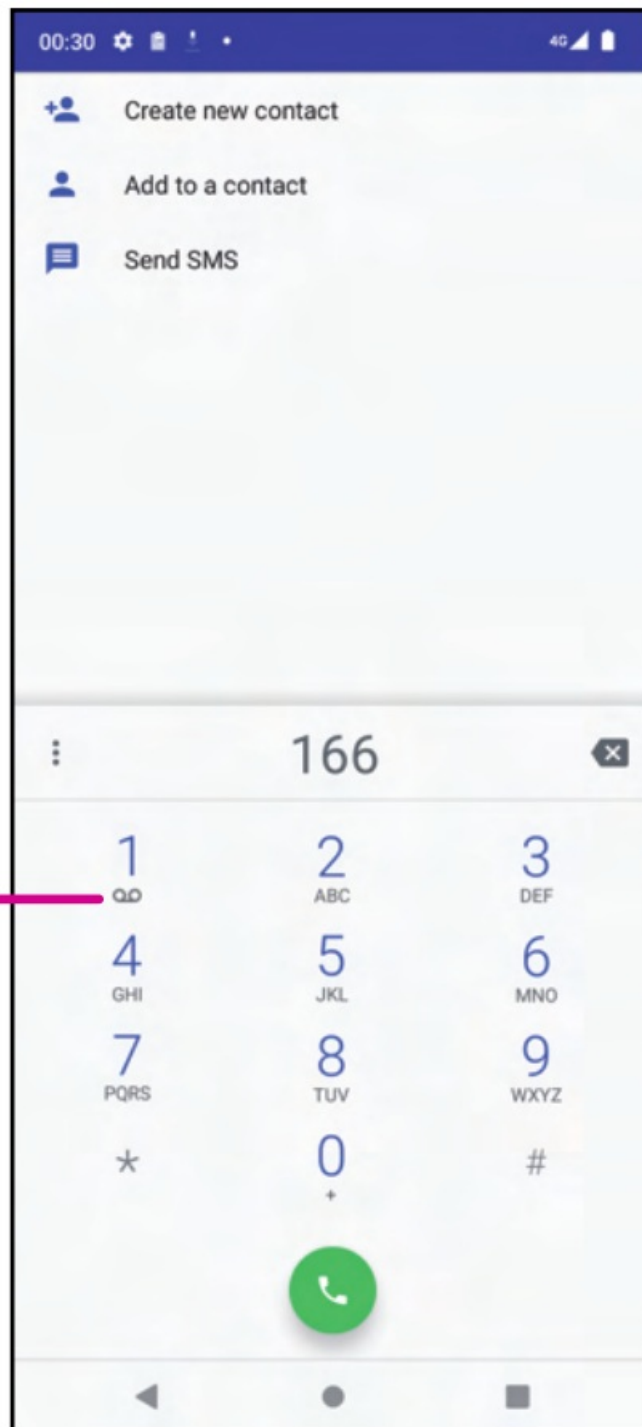 00:30 4G
Create new contact
Add to a contact
Send SMS
166
1 2 3
ABC DEF
4 5 6
GHI JKL MNO
7 8 9
PQRS TUV WXYZ
* 0 #
+